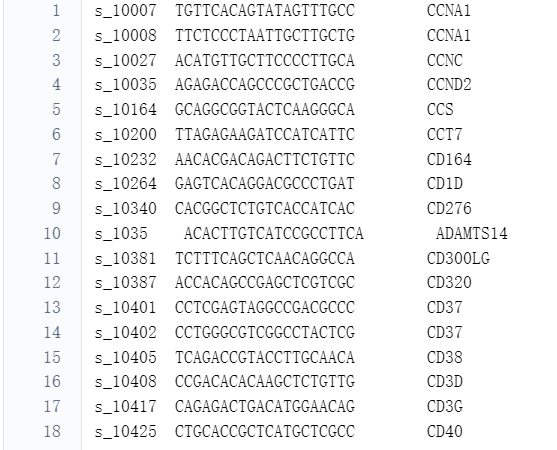 1 s_10007 TGTTCACAGTATAGTTTGCC CCNA1
2 s_10008 TTCTCCCTAATTGCTTGCTG CCNA1
3 s_10027 ACATGTTGCTTCCCCTTGCA CCNC
4 s_10035 AGAGACCAGCCCGCTGACCG CCND2
5 s_10164 GCAGGCGGTACTCAAGGGCA CCS
6 s_10200 TTAGAGAAGATCCATCATTC CCT7
7 s_10232 AACACGACAGACTTCTGTTC CD164
8 s_10264 GAGTCACAGGACGCCCTGAT CD1D
9 s_10340 CACGGCTCTGTCACCATCAC CD276
10 s_1035 ACACTTGTCATCCGCCTTCA ADAMTS14
11 s_10381 TCTTTCAGCTCAACAGGCCA CD300LG
12 s_10387 ACCACAGCCGAGCTCGTCGC CD320
13 s_10401 CCTCGAGTAGGCCGACGCCC CD37
14 s_10402 CCTGGGCGTCGGCCTACTCG CD37
15 s_10405 TCAGACCGTACCTTGCAACA CD38
16 s_10408 CCGACACACAAGCTCTGTTG CD3D
17 s_10417 CAGAGACTGACATGGAACAG CD3G
18 s_10425 CTGCACCGCTCATGCTCGCC CD40